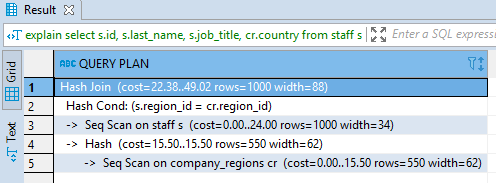 Result
explain select s.id, s.last_name, s.job_title, cr.country from staff s
Enter a SQL expres
Grid
Text
ABC QUERY PLAN
1 Hash Join (cost=22.38..49.02 rows=1000 width=88)
2 Hash Cond: (s.region_id = cr.region_id)
3 -> Seq Scan on staff s (cost=0.00..24.00 rows=1000 width=34)
4 -> Hash (cost=15.50..15.50 rows=550 width=62)
5 -> Seq Scan on company_regions cr (cost=0.00..15.50 rows=550 width=62)